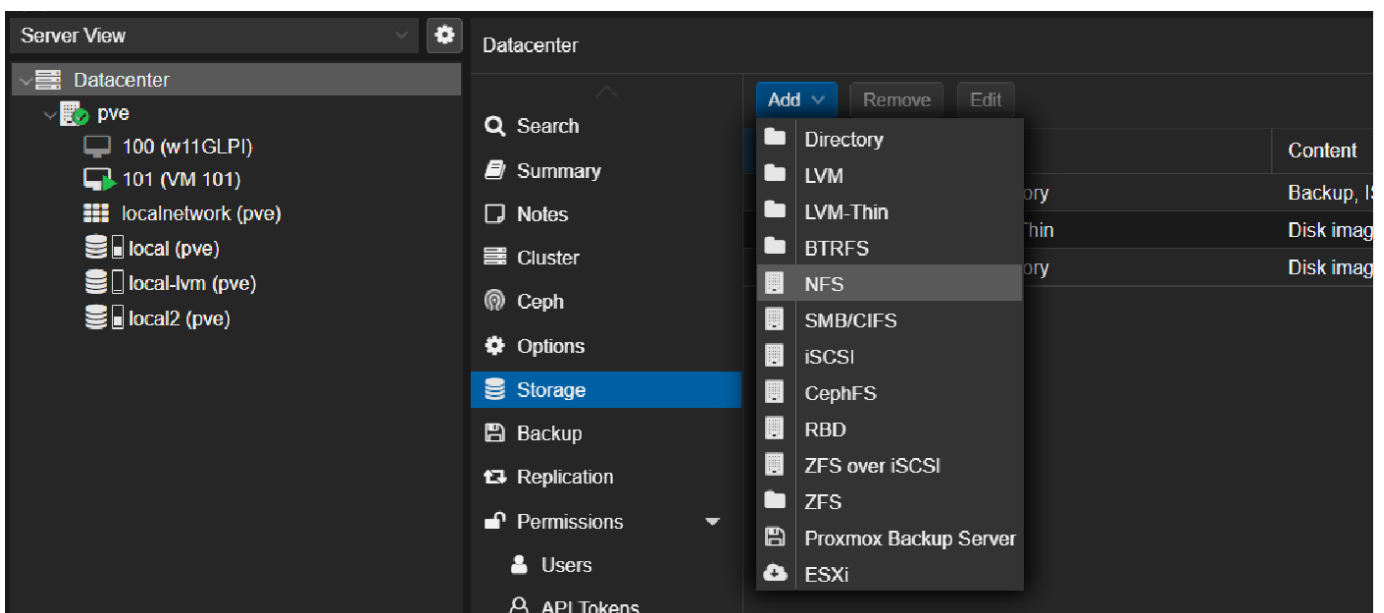 Server View
Datacenter
pve
100 (w11GLPI)
101 (VM 101)
localnetwork (pve)
local (pve)
local-lvm (pve)
local2 (pve)
Datacenter
Search
Summary
Notes
Cluster
Ceph
Options
Storage
Backup
Replication
Permissions
Users
API Tokens
Add
Remove
Edit
Directory
LVM
LVM-Thin
BTRFS
NFS
SMB/CIFS
iSCSI
CephFS
RBD
ZFS over iSCSI
ZFS
Proxmox Backup Server
ESXi
Content
ory
Backup, I
Thin
Disk imag
ory
Disk imag